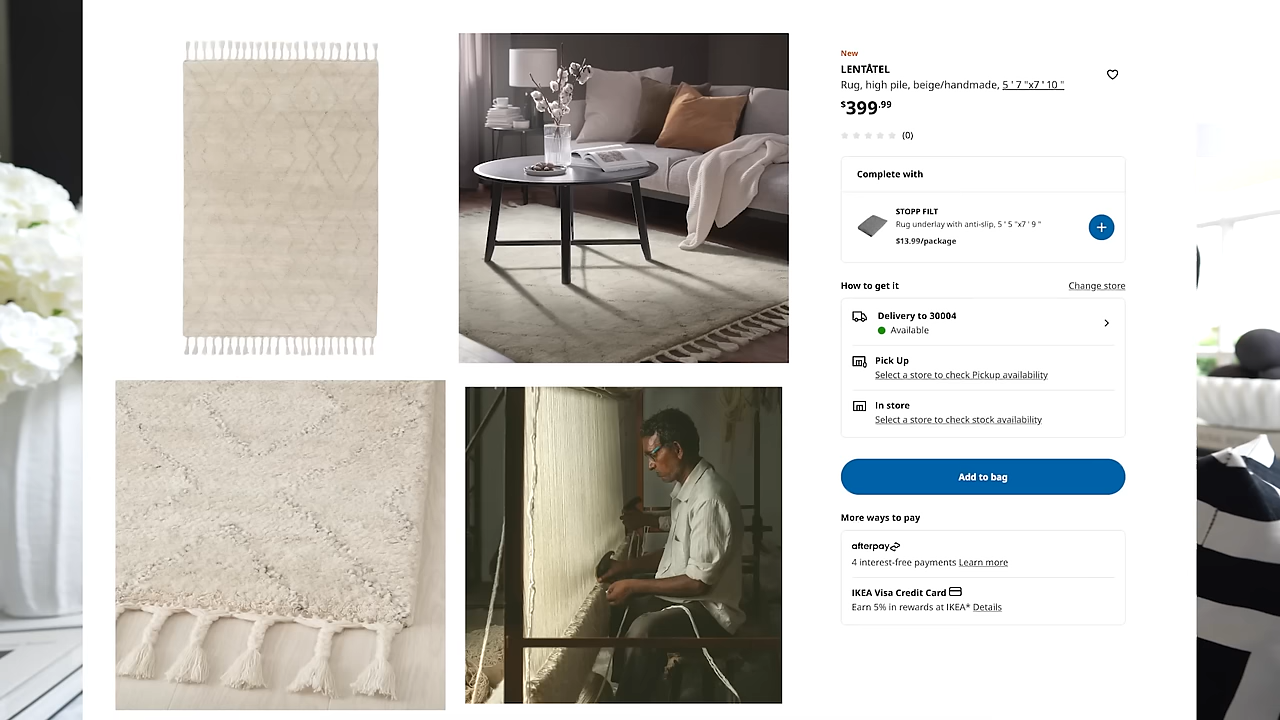 New
LENTÅTEL
Rug, high pile, beige/handmade, 5 ' 7 "x7 ' 10 "
$399.99
(0)
Complete with
STOPP FILT
Rug underlay with anti-slip, 5 ' 5 "x7 ' 9 "
$13.99/package
How to get it
Change store
Delivery to 30004
Available
Pick Up
Select a store to check Pickup availability
In store
Select a store to check stock availability
Add to bag
More ways to pay
afterpay
4 interest-free payments Learn more
IKEA Visa Credit Card
Earn 5% in rewards at IKEA* Details